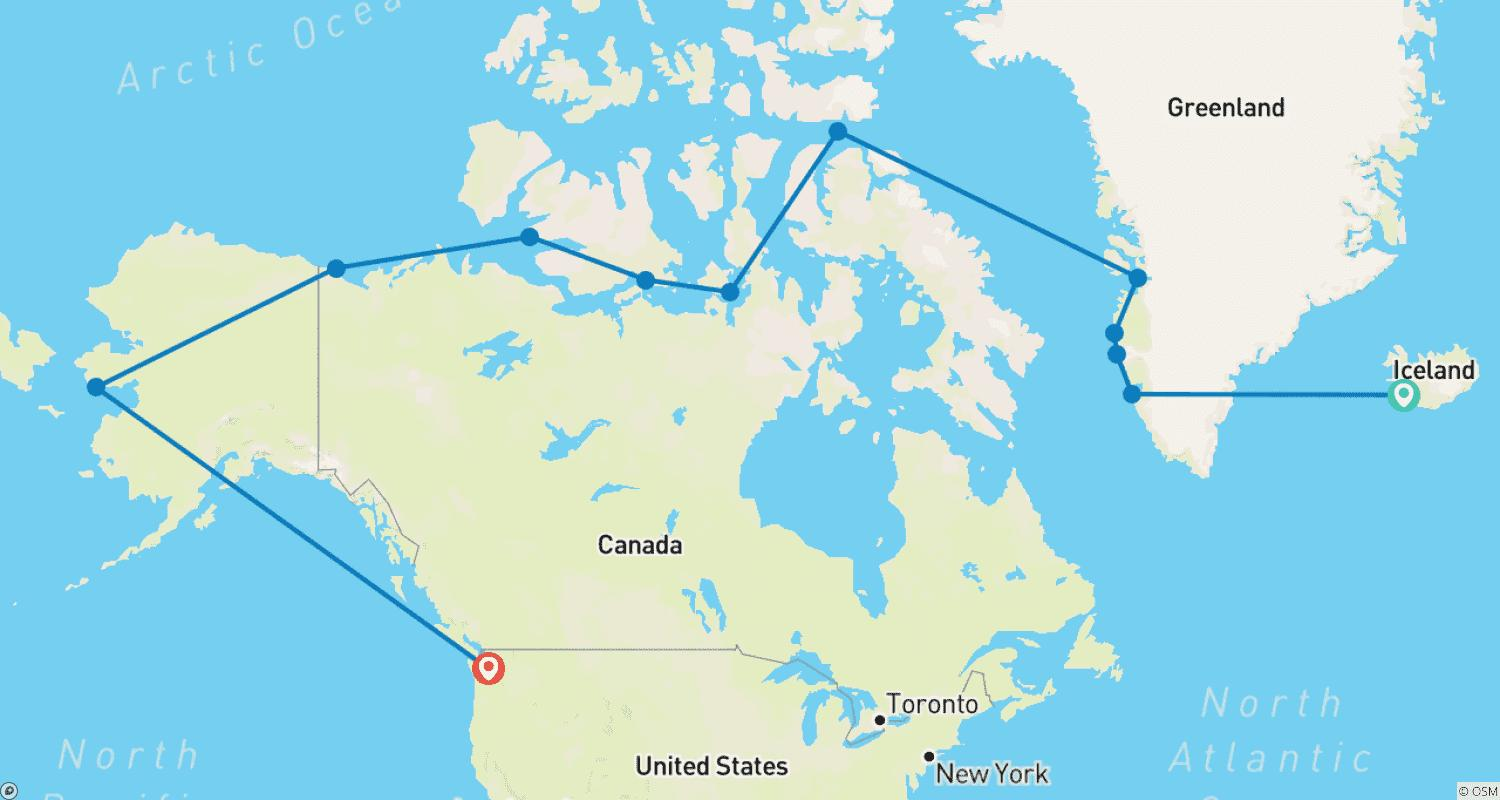 Arctic Ocea
Greenland
Iceland
Canada
Toronto
North
Atlantic
North
United States
New York
© OSM